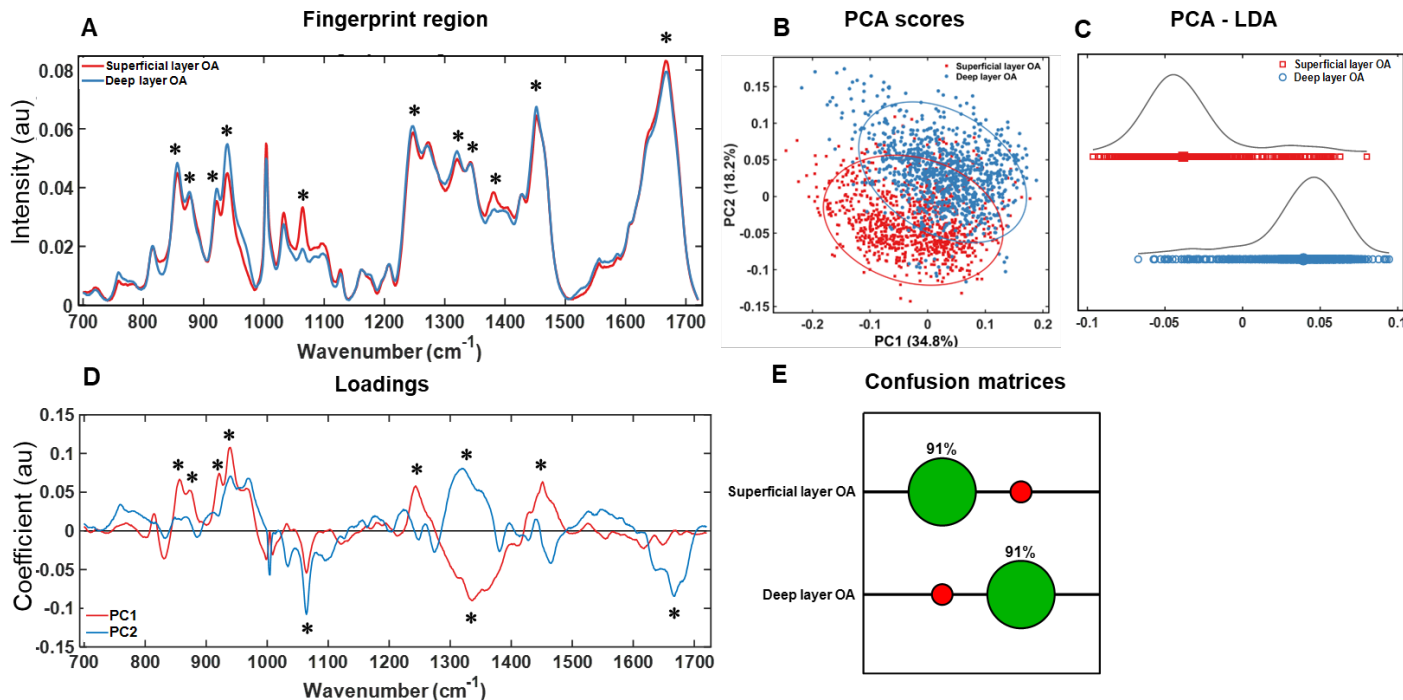 A
Fingerprint region
Superficial layer OA
Deep layer OA
Intensity (au)
0.08
0.06
0.04
0.02
0
* * * * * * * * * * * *
700 800 900 1000 1100 1200 1300 1400 1500 1600 1700
Wavenumber (cm⁻¹)
B
PCA scores
Superficial layer OA
Deep layer OA
PC2 (18.2%)
0.15
0.1
0.05
0
-0.05
-0.1
-0.15
-0.2 -0.1 0 0.1 0.2
PC1 (34.8%)
C
PCA - LDA
Superficial layer OA
Deep layer OA
-0.1 -0.05 0 0.05 0.1
D
Loadings
Coefficient (au)
0.15
0.1
0.05
0
-0.05
-0.1
-0.15
* * * * * * * * * *
PC1
PC2
700 800 900 1000 1100 1200 1300 1400 1500 1600 1700
Wavenumber (cm⁻¹)
E
Confusion matrices
91%
Superficial layer OA
91%
Deep layer OA